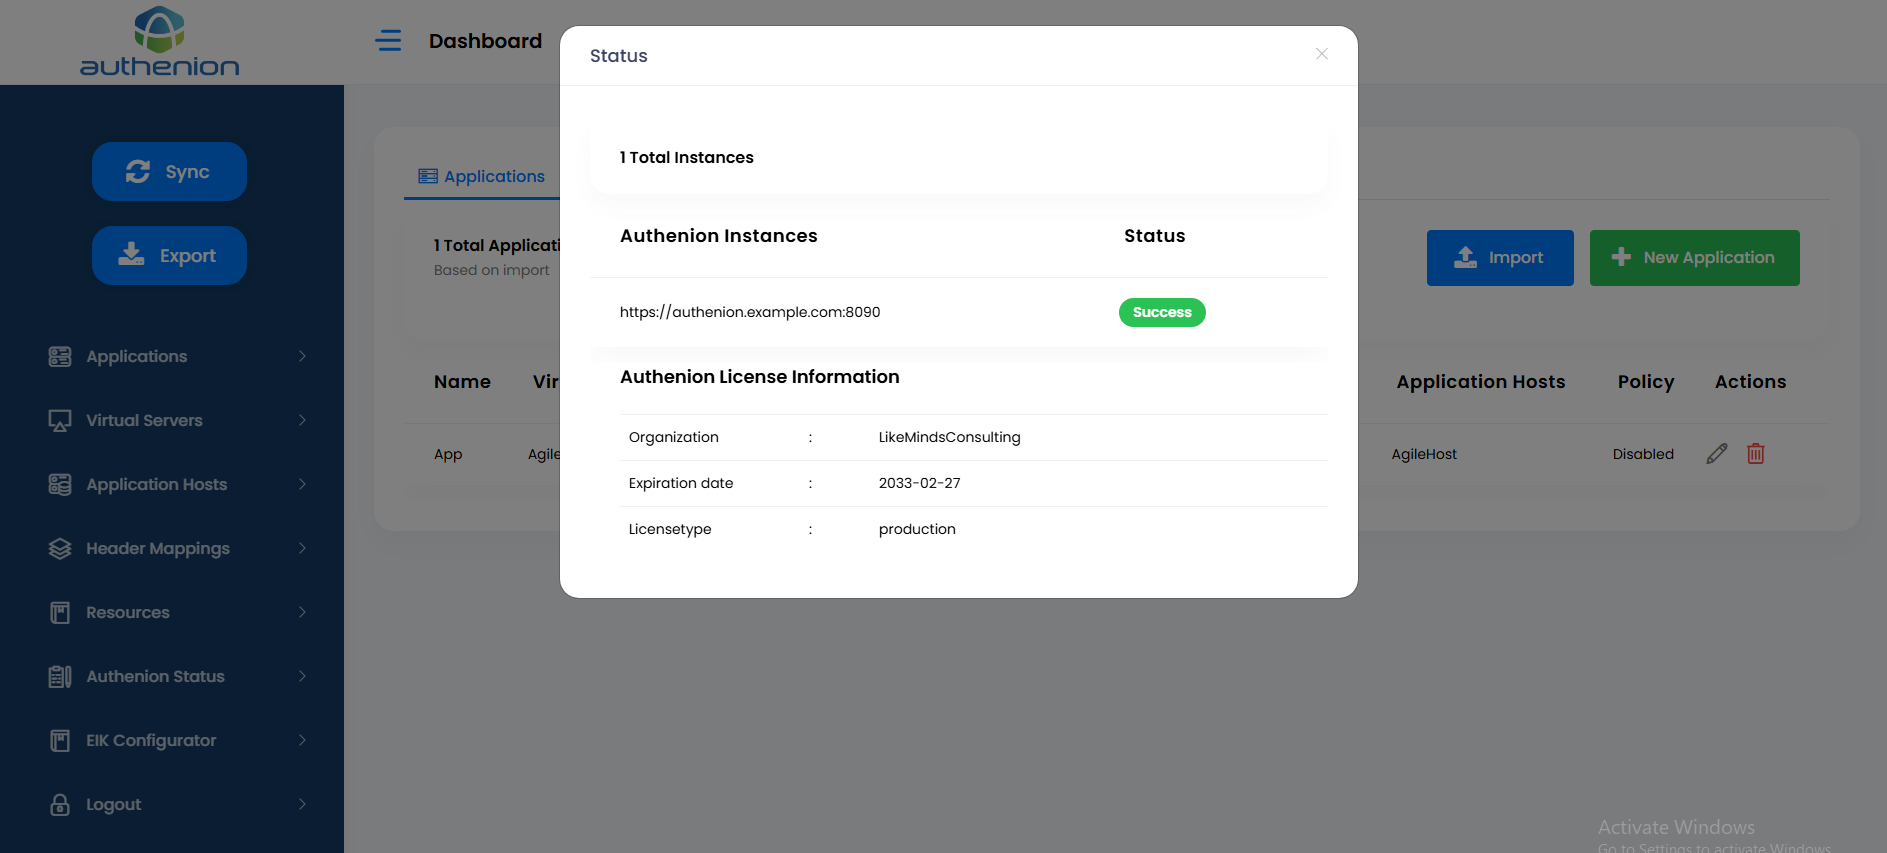 authenion
Dashboard
Sync
Export
Applications
Virtual Servers
Application Hosts
Header Mappings
Resources
Authenion Status
EIK Configurator
Logout
Status
1 Total Instances
Authenion Instances Status
https://authenion.example.com:8090 Success
Authenion License Information
Organization : LikeMindsConsulting
Expiration date : 2033-02-27
Licensetype : production
Applications
1 Total Applicati
Based on import
Import
New Application
Name Vir Application Hosts Policy Actions
App Agile AgileHost Disabled
Activate Windows
Go to Settings to activate Windows.